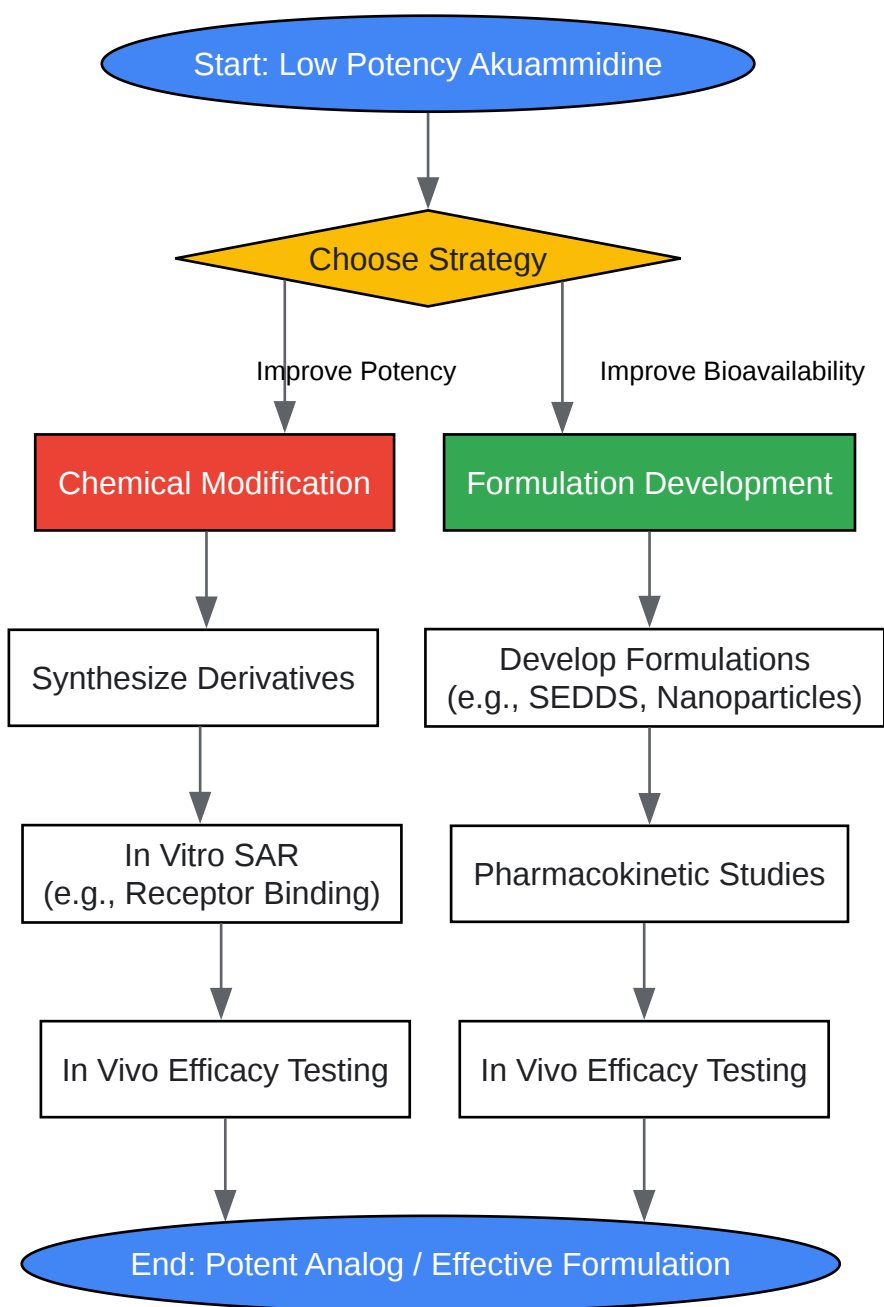 Start: Low Potency Akuammidine
Choose Strategy
Improve Potency
Improve Bioavailability
Chemical Modification
Formulation Development
Synthesize Derivatives
Develop Formulations
(e.g., SEDDS, Nanoparticles)
In Vitro SAR
(e.g., Receptor Binding)
Pharmacokinetic Studies
In Vivo Efficacy Testing
In Vivo Efficacy Testing
End: Potent Analog / Effective Formulation